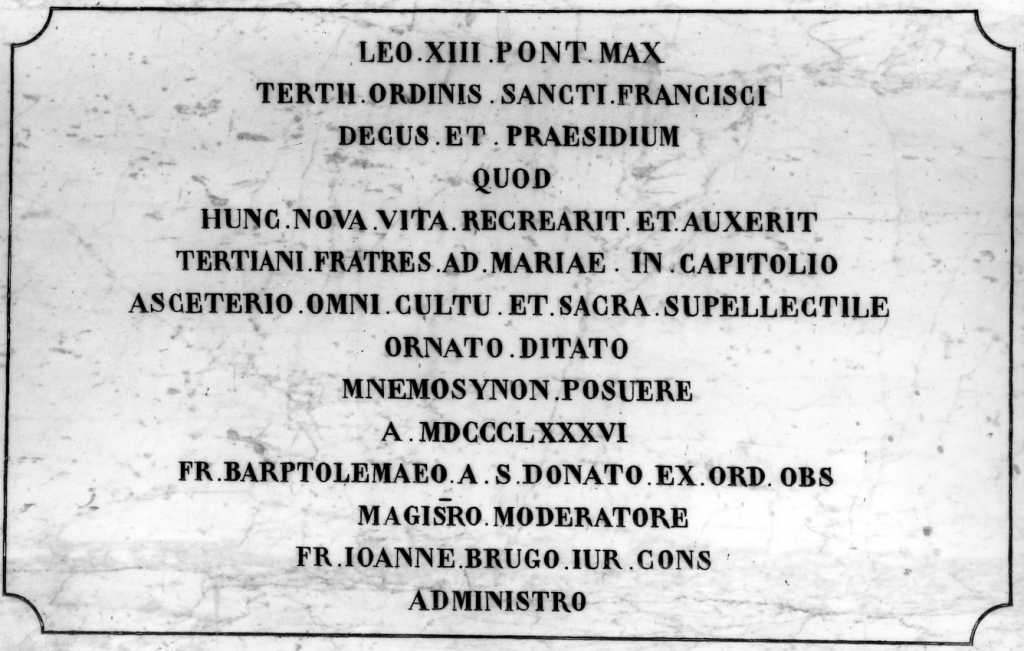 LEO.XIII.PONT.MAX
TERTII.ORDINIS.SANCTI.FRANCISCI
DECUS.ET.PRAESIDIUM
QUOD
HUNC.NOVA.VITA.RECREARIT.ET.AUXERIT
TERTIANI.FRATRES.AD.MARIAE.IN.CAPITOLIO
ASCETERIO.OMNI.CULTU.ET.SACRA.SUPELLECTILE
ORNATO.DITATO
MNEMOSYNON.POSUERE
A.MDCCCLXXXVI
FR.BARPTOLEMAEO.A.S.DONATO.EX.ORD.OBS
MAGIS̅RO.MODERATORE
FR.IOANNE.BRUGO.IUR.CONS
ADMINISTRO